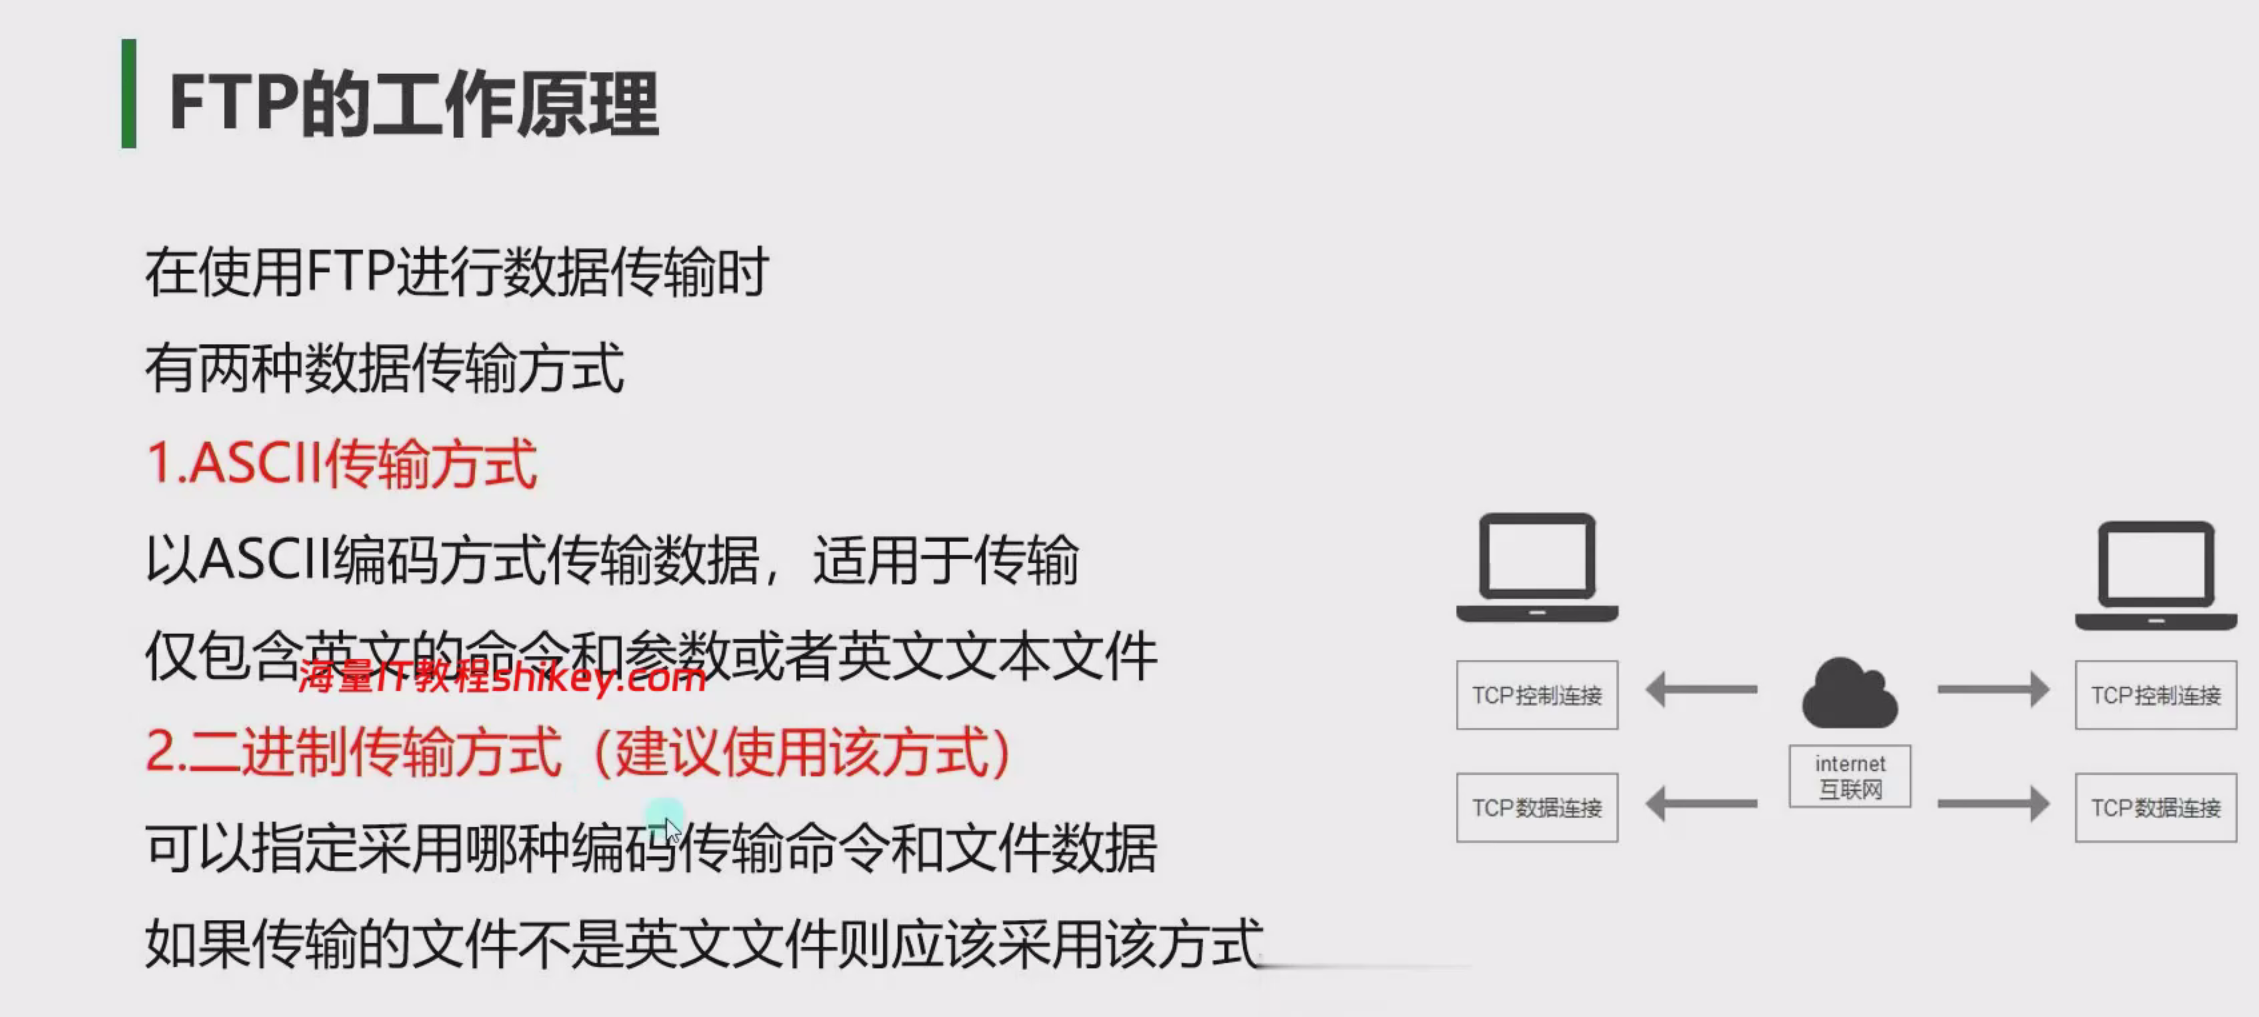 FTP的工作原理
在使用FTP进行数据传输时
有两种数据传输方式
1.ASCII传输方式
以ASCII编码方式传输数据，适用于传输
仅包含英文的命令和参数或者英文文本文件
海量IT教程shikey.com
2.二进制传输方式（建议使用该方式）
可以指定采用哪种编码传输命令和文件数据
如果传输的文件不是英文文件则应该采用该方式
TCP控制连接
TCP控制连接
internet
互联网
TCP数据连接
TCP数据连接